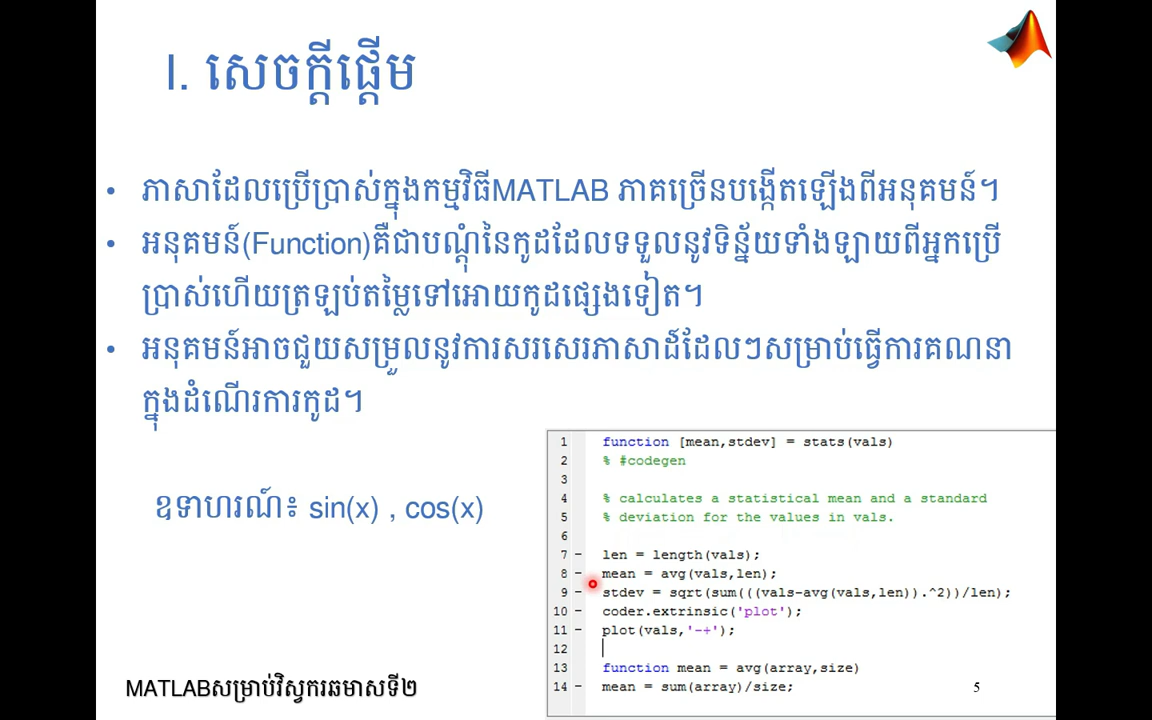 I. សេចក្តីផ្តើម
• ភាសាដែលប្រើប្រាស់ក្នុងកម្មវិធីMATLAB ភាគច្រើនបង្កើតឡើងពីអនុគមន៍។
• អនុគមន៍(Function)គឺជាបណ្តុំនៃកូដដែលទទួលនូវទិន្ន័យទាំងឡាយពីអ្នកប្រើ
ប្រាស់ហើយត្រឡប់តម្លៃទៅអោយកូដផ្សេងទៀត។
• អនុគមន៍អាចជួយសម្រួលនូវការសរសេរភាសាដ៍ដែលៗសម្រាប់ធ្វើការគណនា
ក្នុងដំណើរការកូដ។
ឧទាហរណ៍៖ sin(x) , cos(x)
1 function [mean,stdev] = stats(vals)
2 % #codegen
3
4 % calculates a statistical mean and a standard
5 % deviation for the values in vals.
6
7 - len = length(vals);
8 - mean = avg(vals,len);
9 - stdev = sqrt(sum(((vals-avg(vals,len)).^2))/len);
10 - coder.extrinsic('plot');
11 - plot(vals,'-+');
12
13 function mean = avg(array,size)
14 - mean = sum(array)/size;
MATLABសម្រាប់វិស្វករឆមាសទី២
5